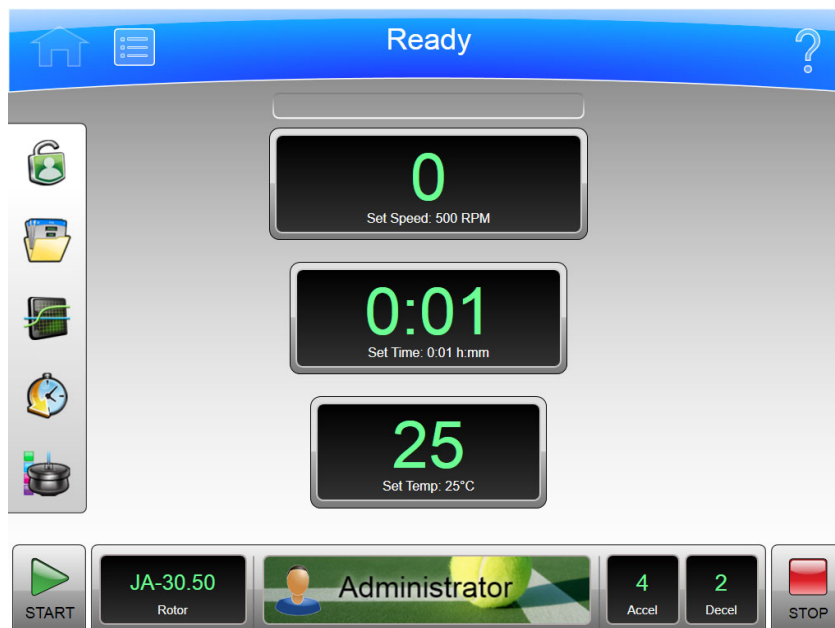 Ready
0
Set Speed: 500 RPM
0:01
Set Time: 0:01 h:mm
25
Set Temp: 25°C
START
JA-30.50
Rotor
Administrator
4
Accel
2
Decel
STOP